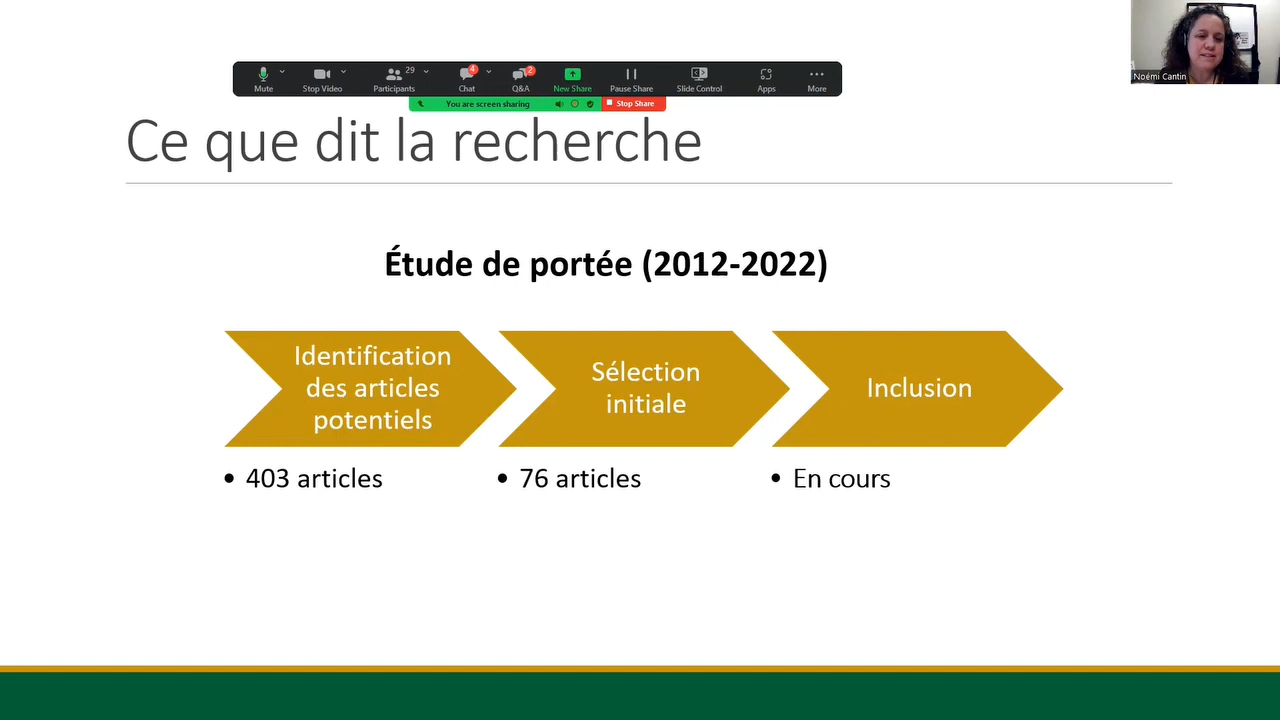 Noémi Cantin
29
4
2
Mute
Stop Video
Participants
Chat
Q&A
New Share
Pause Share
Slide Control
Apps
More
You are screen sharing
Stop Share
Ce que dit la recherche
Étude de portée (2012-2022)
Identification
des articles
potentiels
Sélection
initiale
Inclusion
• 403 articles
• 76 articles
• En cours